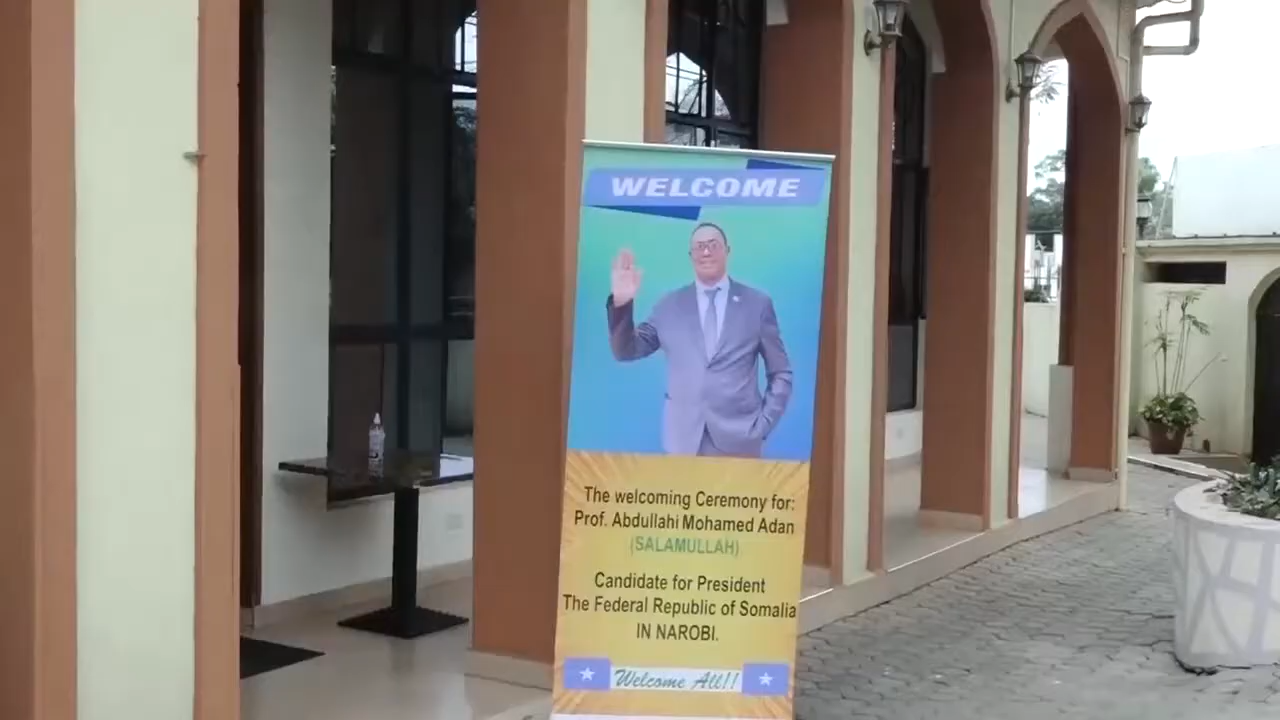 WELCOME
The welcoming Ceremony for:
Prof. Abdullahi Mohamed Adan
(SALAMULLAH)
Candidate for President
The Federal Republic of Somalia
IN NAROBI.
Welcome All!!